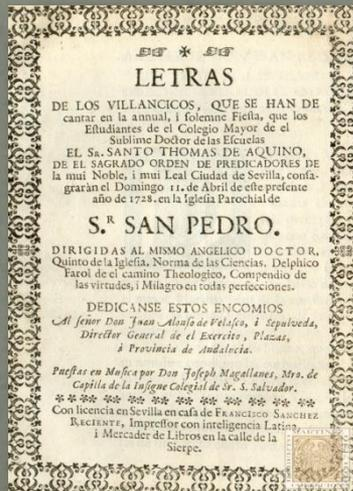 LETRAS
DE LOS VILLANCICOS, QUE SE HAN DE
cantar en la annual, i solemne Fiesta, que los
Estudiantes de el Colegio Mayor de el
Sublime Doctor de las Escuelas
EL Sr. SANTO THOMAS DE AQUINO,
DE EL SAGRADO ORDEN DE PREDICADORES DE
la mui Noble, i mui Leal Ciudad de Sevilla, consa-
graràn el Domingo 11. de Abril de este presente
año de 1728. en la Iglesia Parochial de
S.R SAN PEDRO.
DIRIGIDAS AL MISMO ANGELICO DOCTOR,
Quinto de la Iglesia, Norma de las Ciencias, Delphico
Farol de el camino Theologico, Compendio de
las virtudes, i Milagro en todas perfecciones.
DEDICANSE ESTOS ENCOMIOS
Al señor Don Juan Alonso de Velasco, i Sepulveda,
Director General de el Exercito, Plazas,
i Provincia de Andalucia.
Puestas en Musica por Don Joseph Magallanes, Mro. de
Capilla de la Insigne Colegial de Sr. S. Salvador.
Con licencia en Sevilla en casa de FRANCISCO SANCHEZ
RECIENTE, Impressor con inteligencia Latina,
i Mercader de Libros en la calle de la
Sierpe.